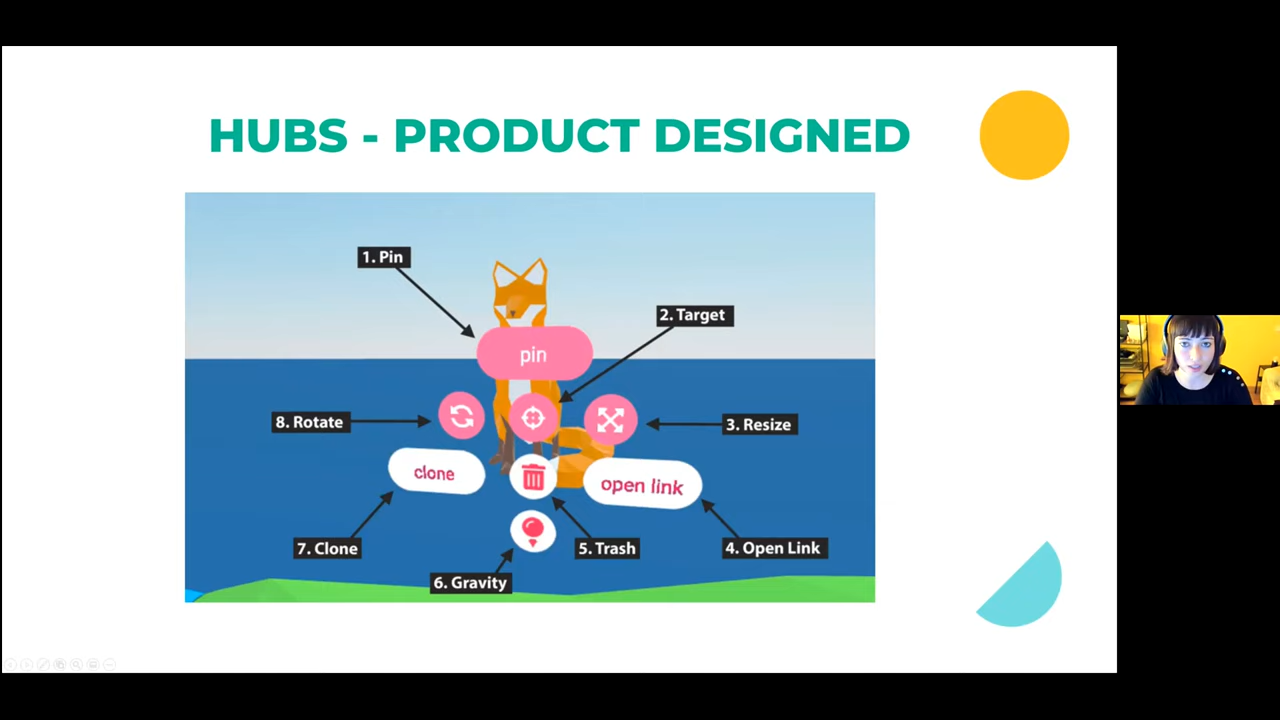 HUBS - PRODUCT DESIGNED
1. Pin
2. Target
pin
8. Rotate
3. Resize
clone
open link
7. Clone
5. Trash
4. Open Link
6. Gravity